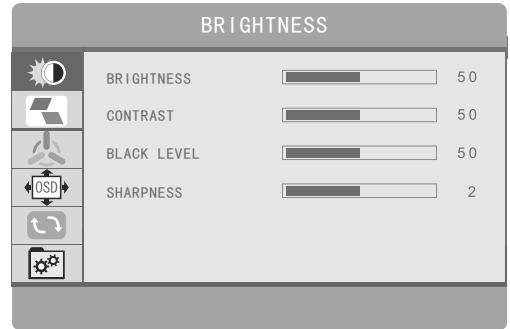 BRIGHTNESS
BRIGHTNESS 50
CONTRAST 50
BLACK LEVEL 50
OSD
SHARPNESS 2